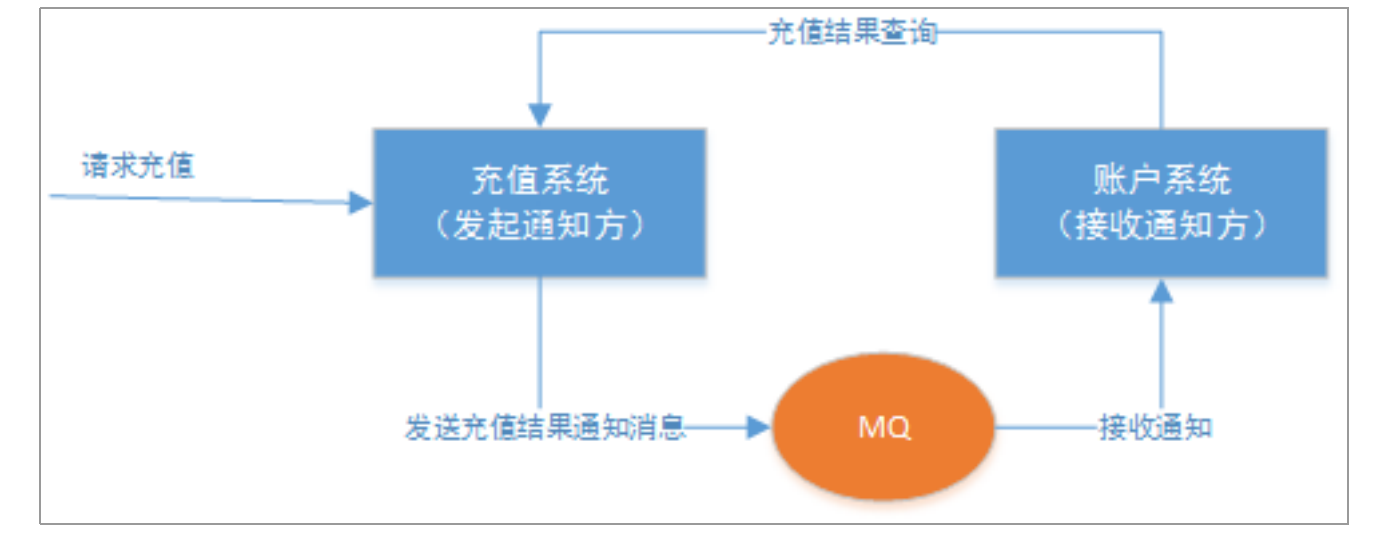 充值结果查询
请求充值
充值系统
（发起通知方）
账户系统
（接收通知方）
发送充值结果通知消息
MQ
接收通知